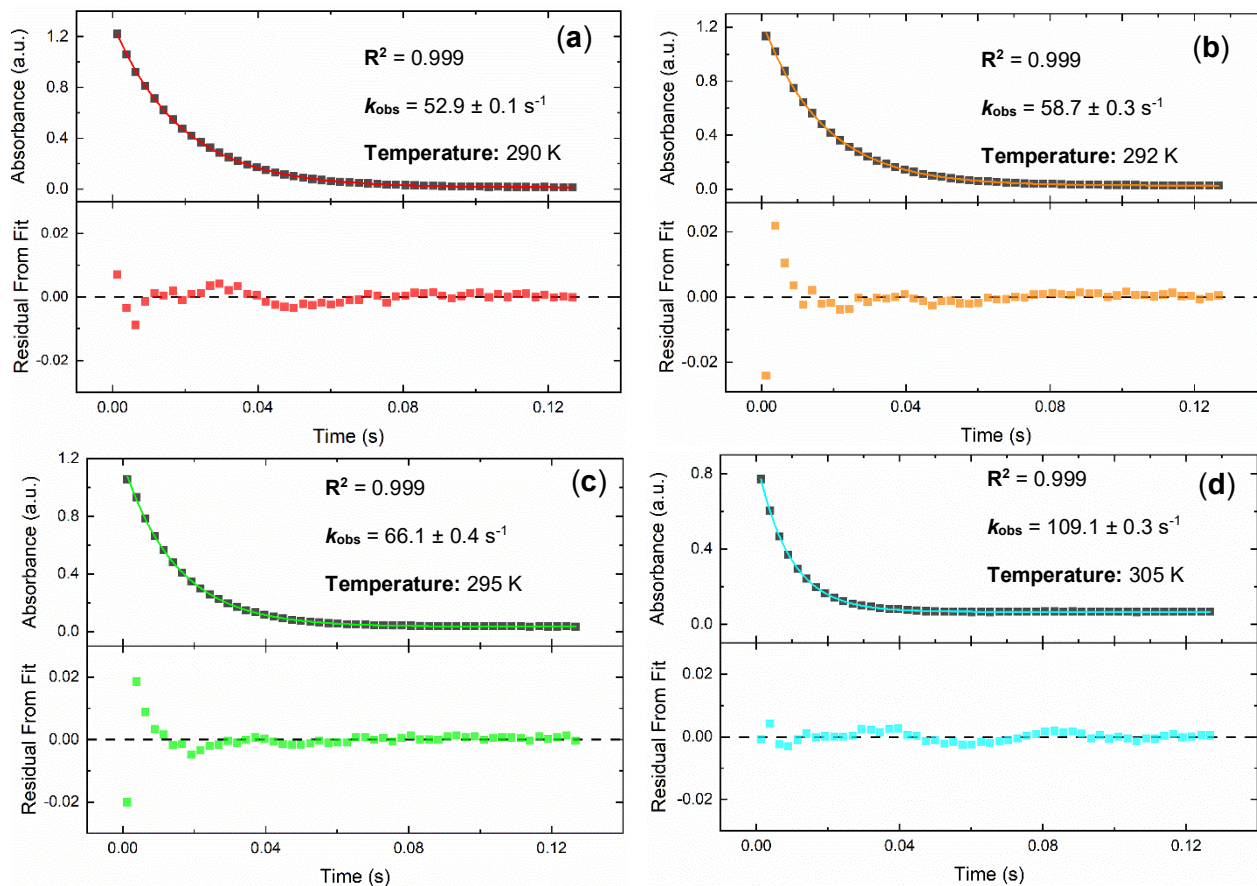 (a)
R² = 0.999
kobs = 52.9 ± 0.1 s⁻¹
Temperature: 290 K
Absorbance (a.u.)
1.2
0.8
0.4
0.0
Residual From Fit
0.02
0.00
-0.02
0.00 0.04 0.08 0.12
Time (s)
(b)
R² = 0.999
kobs = 58.7 ± 0.3 s⁻¹
Temperature: 292 K
Absorbance (a.u.)
1.2
0.8
0.4
0.0
Residual From Fit
0.02
0.00
-0.02
0.00 0.04 0.08 0.12
Time (s)
(c)
R² = 0.999
kobs = 66.1 ± 0.4 s⁻¹
Temperature: 295 K
Absorbance (a.u.)
1.2
0.8
0.4
0.0
Residual From Fit
0.02
0.00
-0.02
0.00 0.04 0.08 0.12
Time (s)
(d)
R² = 0.999
kobs = 109.1 ± 0.3 s⁻¹
Temperature: 305 K
Absorbance (a.u.)
0.8
0.4
0.0
Residual From Fit
0.02
0.00
-0.02
0.00 0.04 0.08 0.12
Time (s)